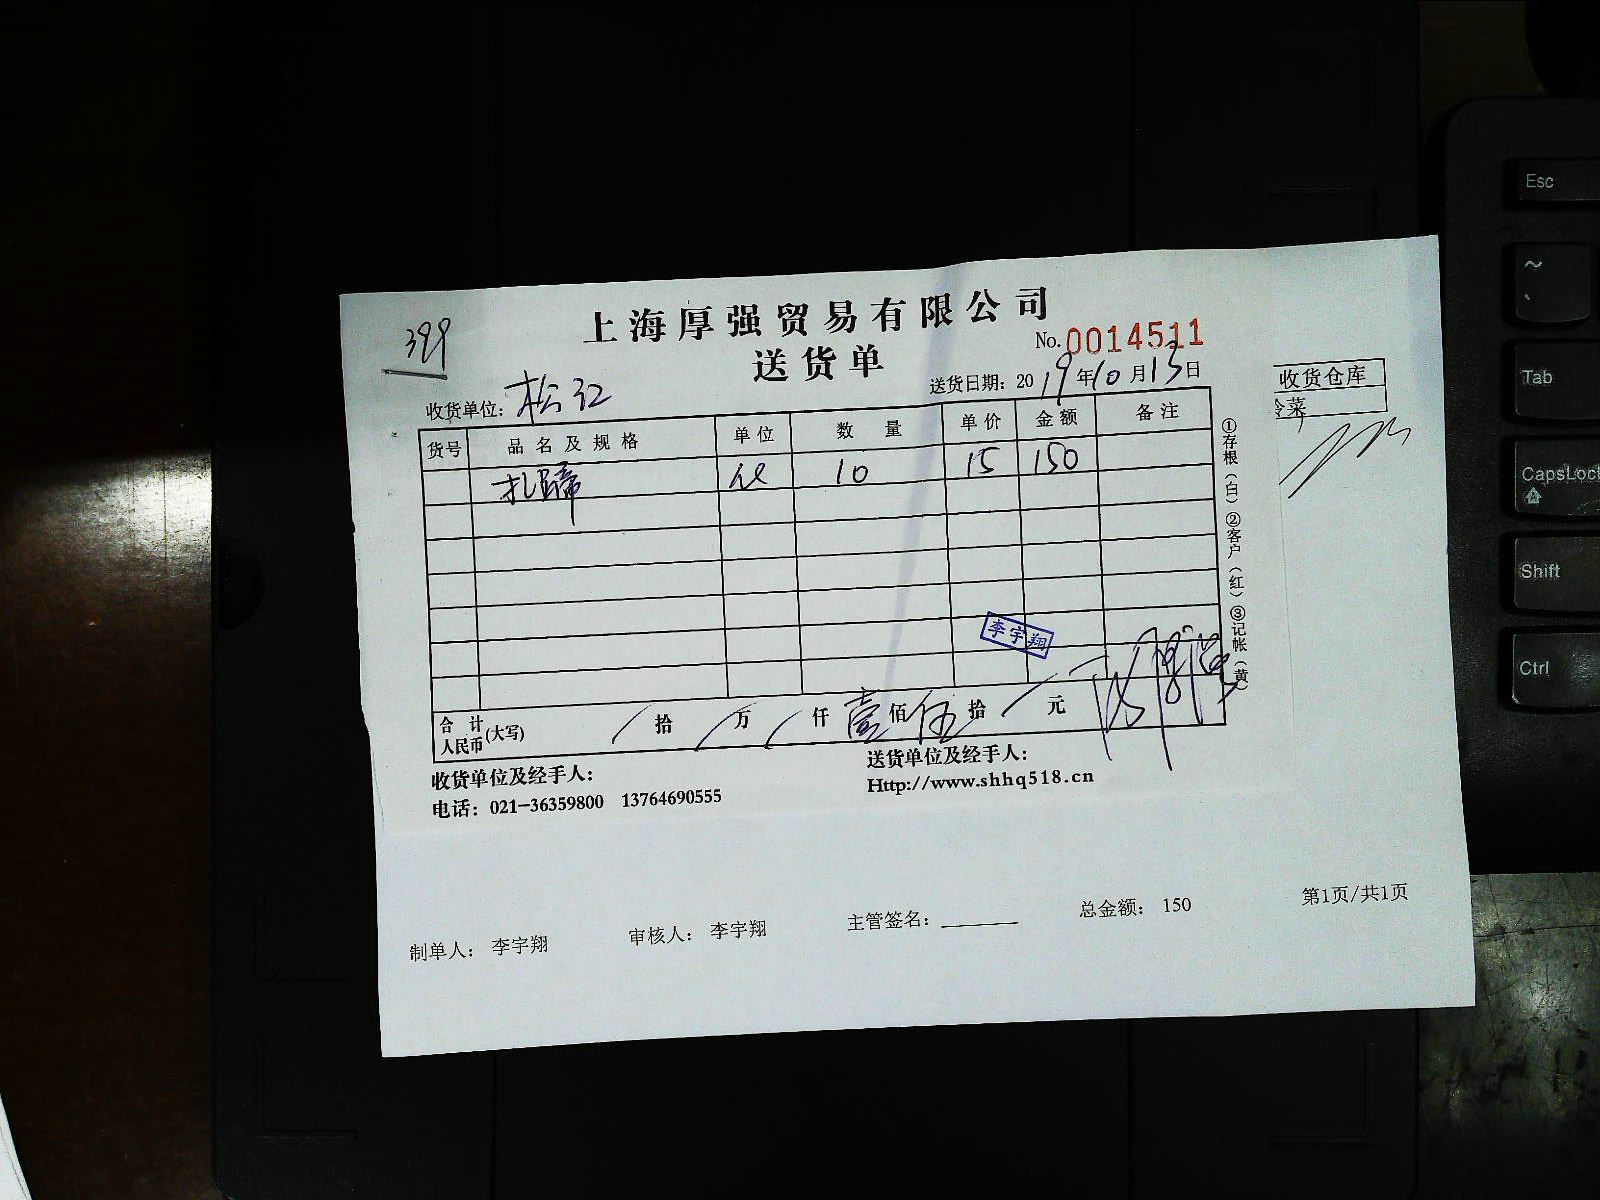 399
上海厚强贸易有限公司
送货单
No.0014511
收货单位：松江
送货日期：2019年10月13日
收货仓库
冷菜
货号 品名及规格 单位 数量 单价 金额 备注
扎蹄 10 15 150
①存根（白）②客户（红）③记帐（黄）
李宇翔
合计人民币(大写) / 拾 / 万 / 仟 壹 佰 伍 拾 / 元
收货单位及经手人：
送货单位及经手人：
电话：021-36359800 13764690555
Http://www.shhq518.cn
制单人： 李宇翔 审核人： 李宇翔 主管签名： 总金额： 150 第1页/共1页
Esc
~
`
Tab
CapsLock
Shift
Ctrl